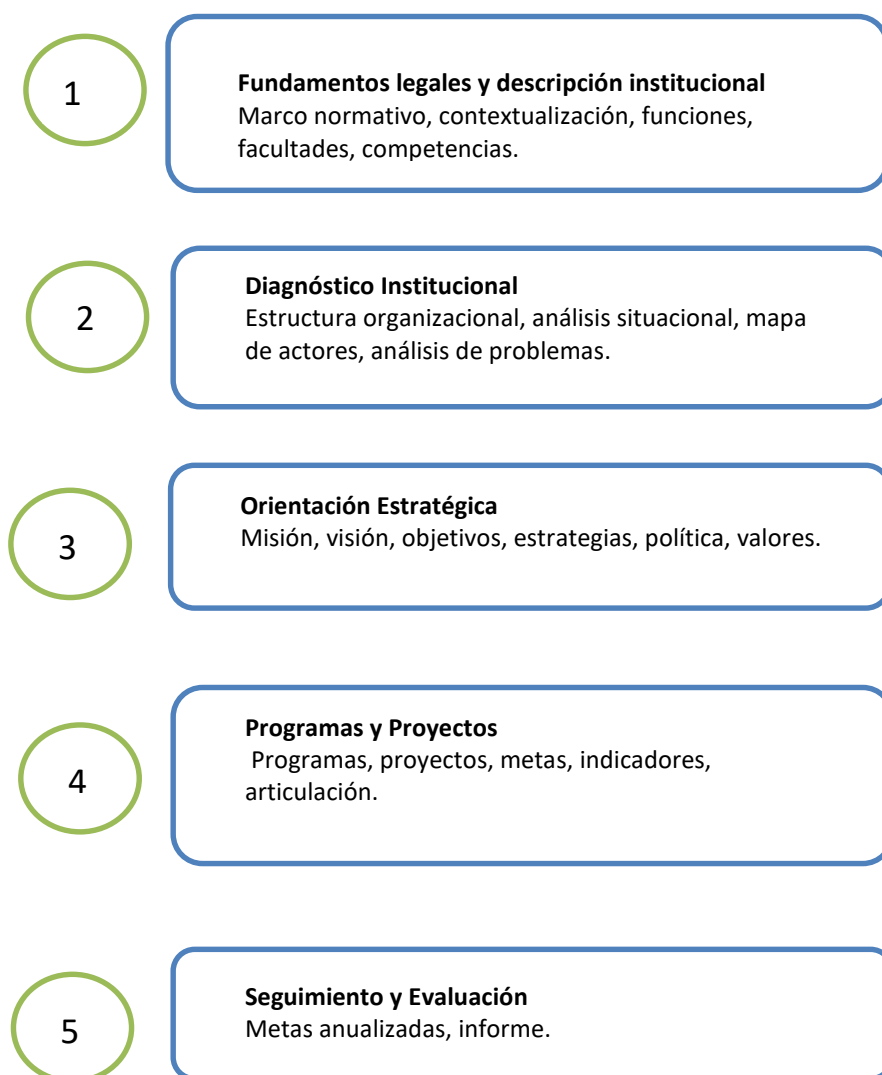 1
Fundamentos legales y descripción institucional
Marco normativo, contextualización, funciones,
facultades, competencias.
2
Diagnóstico Institucional
Estructura organizacional, análisis situacional, mapa
de actores, análisis de problemas.
3
Orientación Estratégica
Misión, visión, objetivos, estrategias, política, valores.
4
Programas y Proyectos
Programas, proyectos, metas, indicadores,
articulación.
5
Seguimiento y Evaluación
Metas anualizadas, informe.